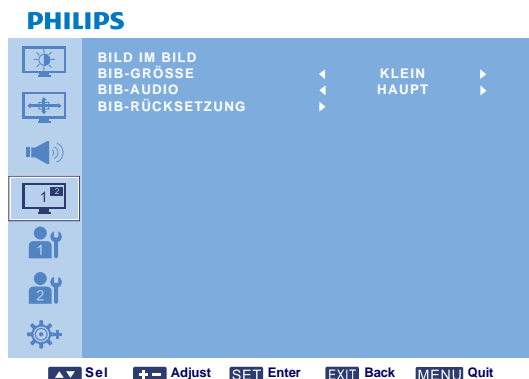 PHILIPS
BILD IM BILD
BIB-GRÖSSE KLEIN
BIB-AUDIO HAUPT
BIB-RÜCKSETZUNG
1 2
1
2
Sel Adjust SET Enter EXIT Back MENU Quit